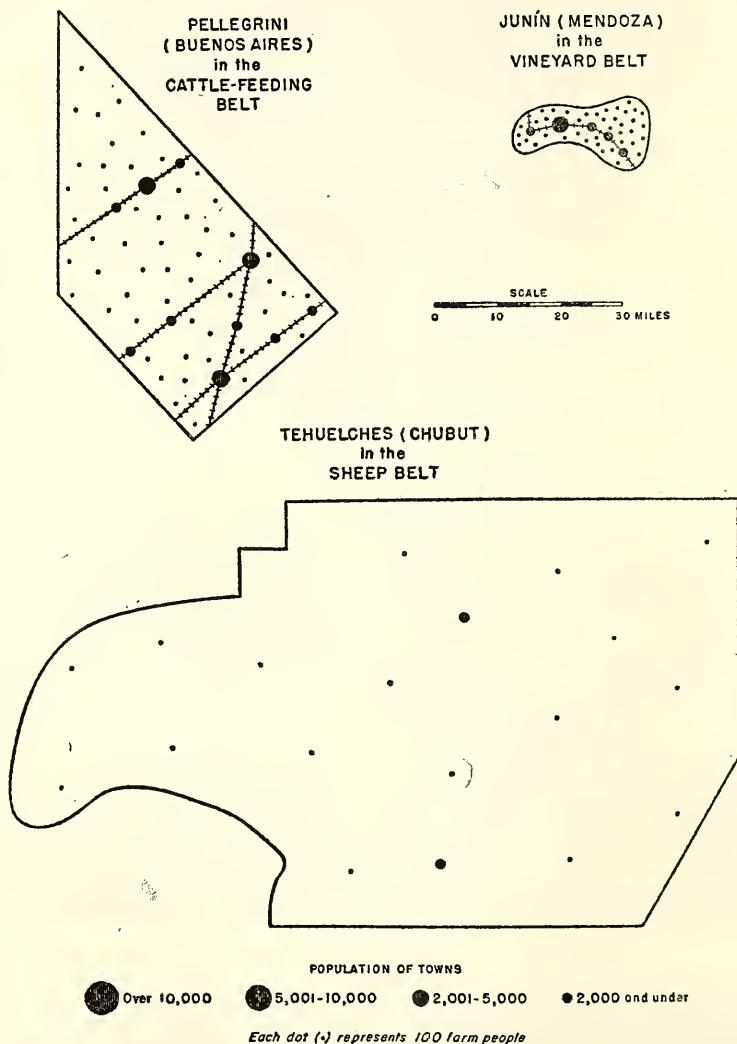 PELLEGRINI
(BUENOS AIRES)
in the
CATTLE-FEEDING
BELT
JUNÍN (MENDOZA)
in the
VINEYARD BELT
SCALE
0 10 20 30 MILES
TEHUELCHES (CHUBUT)
in the
SHEEP BELT
POPULATION OF TOWNS
Over 10,000
5,001-10,000
2,001-5,000
2,000 and under
Each dot (•) represents 100 farm people